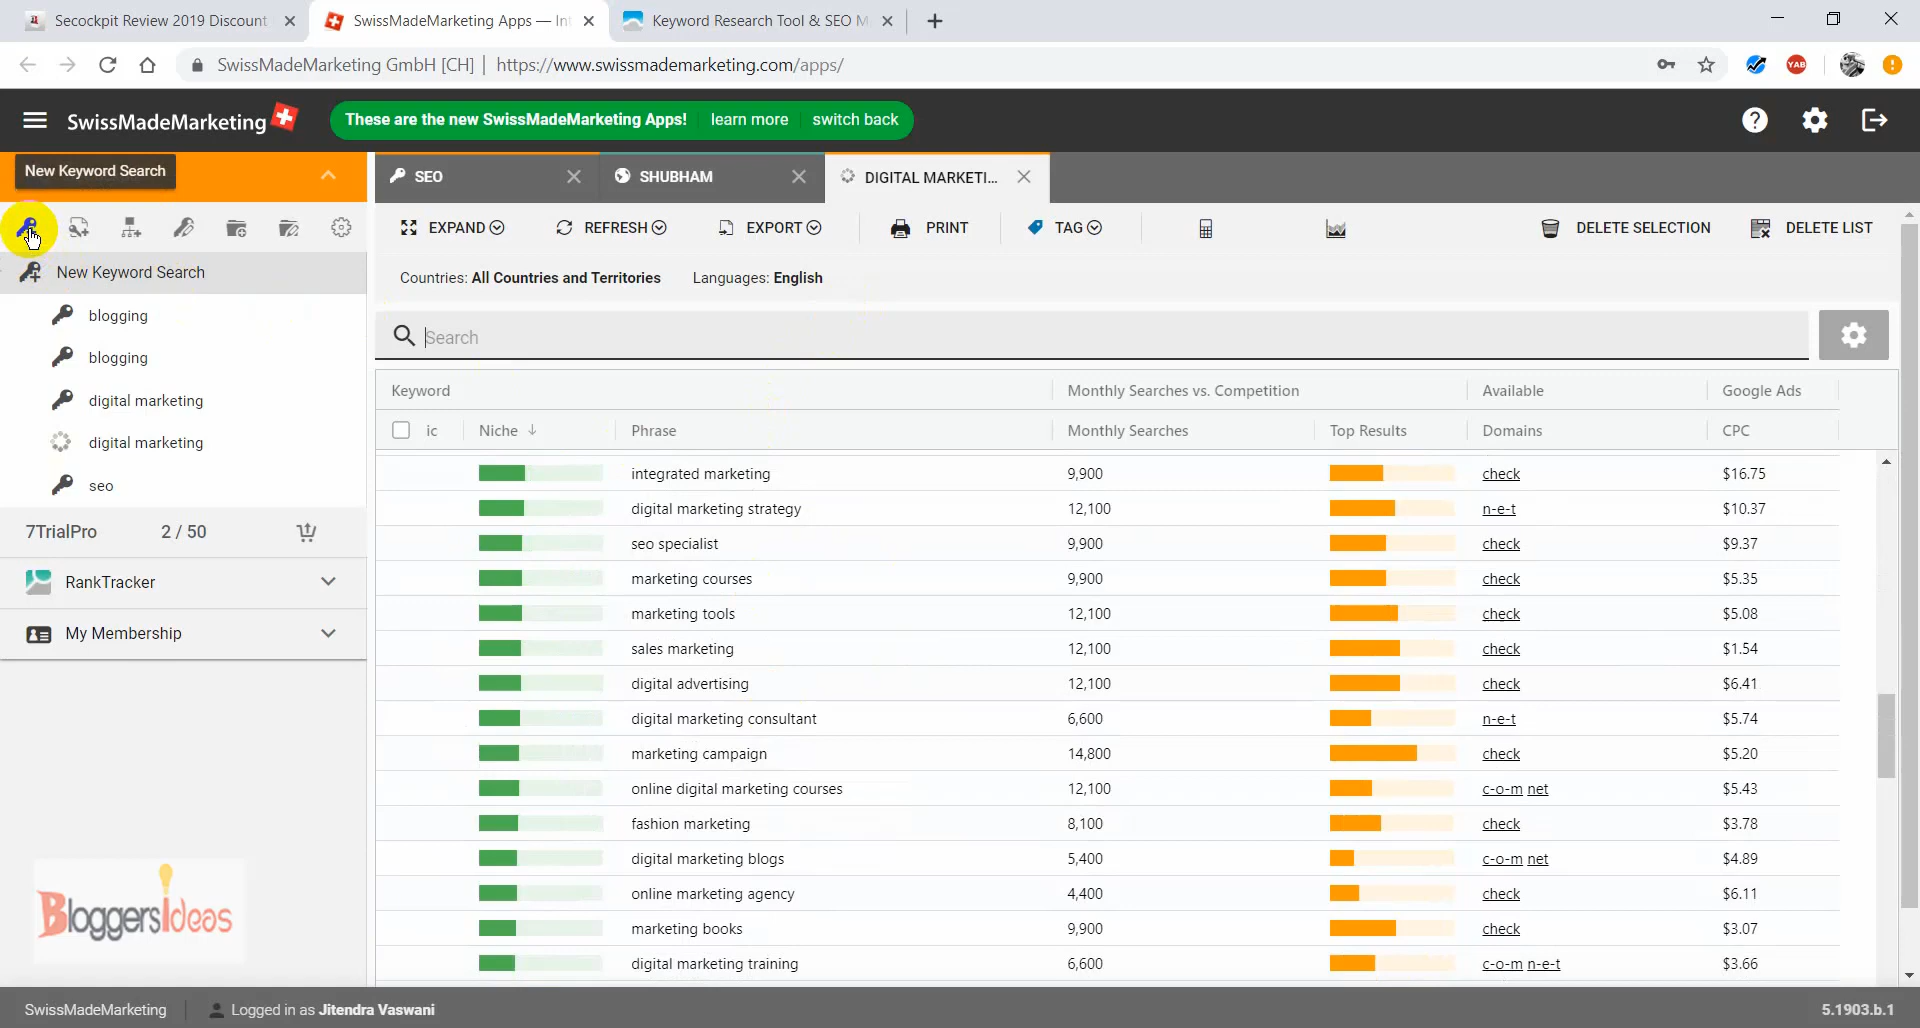 Secockpit Review 2019 Discount
SwissMadeMarketing Apps — In
Keyword Research Tool & SEO M
SwissMadeMarketing GmbH [CH] | https://www.swissmademarketing.com/apps/
YAB
SwissMadeMarketing
These are the new SwissMadeMarketing Apps! learn more switch back
New Keyword Search
SEO
SHUBHAM
DIGITAL MARKETI...
EXPAND
REFRESH
EXPORT
PRINT
TAG
DELETE SELECTION
DELETE LIST
New Keyword Search
blogging
blogging
digital marketing
digital marketing
seo
7TrialPro 2 / 50
RankTracker
My Membership
BloggersIdeas
Countries: All Countries and Territories Languages: English
Search
Keyword Monthly Searches vs. Competition Available Google Ads
ic Niche Phrase Monthly Searches Top Results Domains CPC
integrated marketing 9,900 check $16.75
digital marketing strategy 12,100 n-e-t $10.37
seo specialist 9,900 check $9.37
marketing courses 9,900 check $5.35
marketing tools 12,100 check $5.08
sales marketing 12,100 check $1.54
digital advertising 12,100 check $6.41
digital marketing consultant 6,600 n-e-t $5.74
marketing campaign 14,800 check $5.20
online digital marketing courses 12,100 c-o-m net $5.43
fashion marketing 8,100 check $3.78
digital marketing blogs 5,400 c-o-m net $4.89
online marketing agency 4,400 check $6.11
marketing books 9,900 check $3.07
digital marketing training 6,600 c-o-m n-e-t $3.66
SwissMadeMarketing Logged in as Jitendra Vaswani 5.1903.b.1